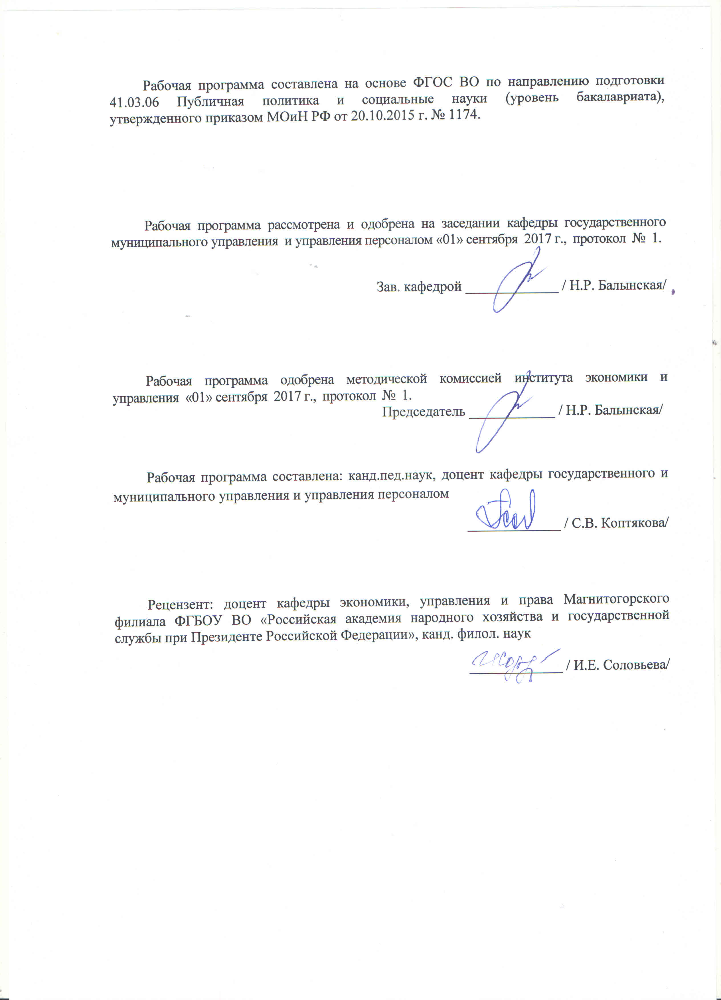 Рабочая программа составлена на основе ФГОС ВО по направлению подготовки
41.03.06 Публичная политика и социальные науки (уровень бакалавриата),
утвержденного приказом МОиН РФ от 20.10.2015 г. № 1174.
Рабочая программа рассмотрена и одобрена на заседании кафедры государственного
муниципального управления и управления персоналом «01» сентября 2017 г., протокол № 1.
Зав. кафедрой _____________ / Н.Р. Балынская/
Рабочая программа одобрена методической комиссией института экономики и
управления «01» сентября 2017 г., протокол № 1.
Председатель ____________ / Н.Р. Балынская/
Рабочая программа составлена: канд.пед.наук, доцент кафедры государственного и
муниципального управления и управления персоналом
_____________ / С.В. Коптякова/
Рецензент: доцент кафедры экономики, управления и права Магнитогорского
филиала ФГБОУ ВО «Российская академия народного хозяйства и государственной
службы при Президенте Российской Федерации», канд. филол. наук
_____________ / И.Е. Соловьева/